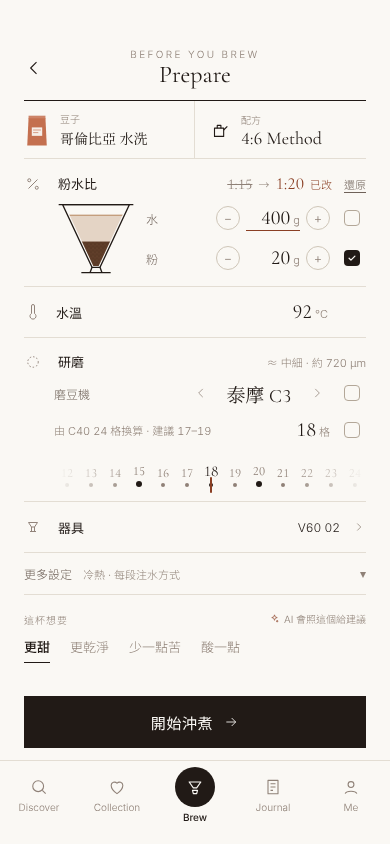 BEFORE YOU BREW
Prepare
豆子
哥倫比亞 水洗
配方
4:6 Method
粉水比
1:15 → 1:20 已改 還原
水
− 400 g +
粉
− 20 g +
水溫
92 °C
研磨
≈ 中細 · 約 720 μm
磨豆機
泰摩 C3
由 C40 24 格換算 · 建議 17–19
18 格
12 13 14 15 16 17 18 19 20 21 22 23 24
器具
V60 02
更多設定 冷熱 · 每段注水方式
這杯想要
AI 會照這個給建議
更甜 更乾淨 少一點苦 酸一點
開始沖煮 →
Discover Collection Brew Journal Me